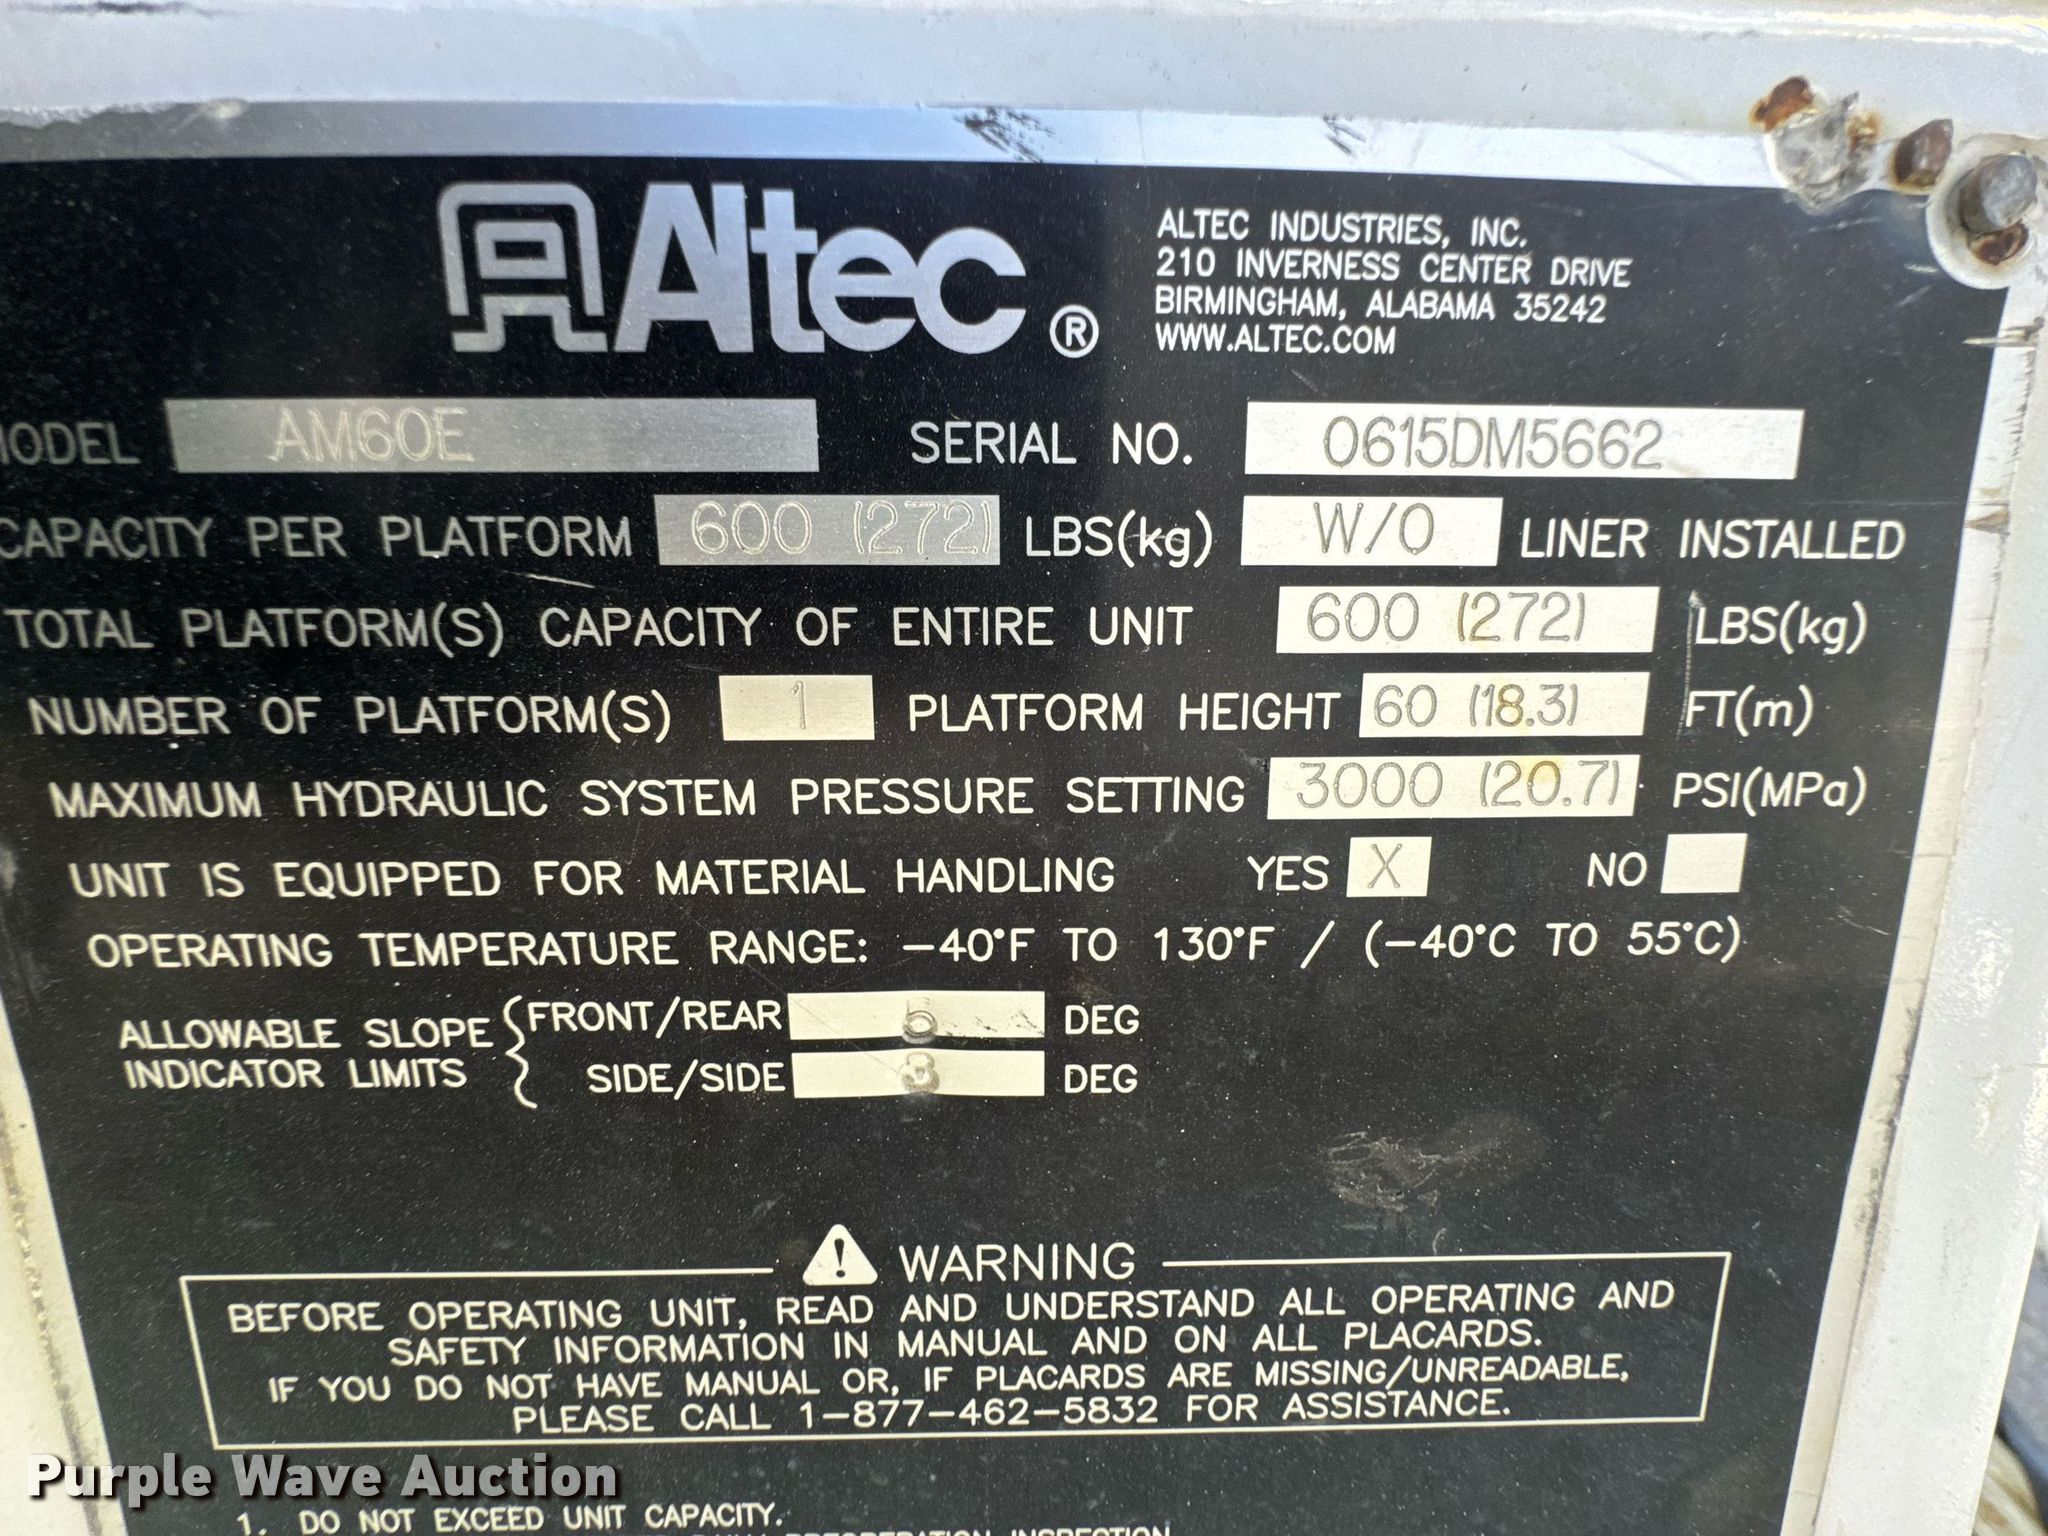 Altec®
ALTEC INDUSTRIES, INC.
210 INVERNESS CENTER DRIVE
BIRMINGHAM, ALABAMA 35242
WWW.ALTEC.COM
MODEL AM60E SERIAL NO. 0615DM5662
CAPACITY PER PLATFORM 600 (272) LBS(kg) W/O LINER INSTALLED
TOTAL PLATFORM(S) CAPACITY OF ENTIRE UNIT 600 (272) LBS(kg)
NUMBER OF PLATFORM(S) 1 PLATFORM HEIGHT 60 (18.3) FT(m)
MAXIMUM HYDRAULIC SYSTEM PRESSURE SETTING 3000 (20.7) PSI(MPa)
UNIT IS EQUIPPED FOR MATERIAL HANDLING YES X NO
OPERATING TEMPERATURE RANGE: -40°F TO 130°F / (-40°C TO 55°C)
ALLOWABLE SLOPE INDICATOR LIMITS
FRONT/REAR 5 DEG
SIDE/SIDE 3 DEG
WARNING
BEFORE OPERATING UNIT, READ AND UNDERSTAND ALL OPERATING AND
SAFETY INFORMATION IN MANUAL AND ON ALL PLACARDS.
IF YOU DO NOT HAVE MANUAL OR, IF PLACARDS ARE MISSING/UNREADABLE,
PLEASE CALL 1-877-462-5832 FOR ASSISTANCE.
1. DO NOT EXCEED UNIT CAPACITY.
Purple Wave Auction